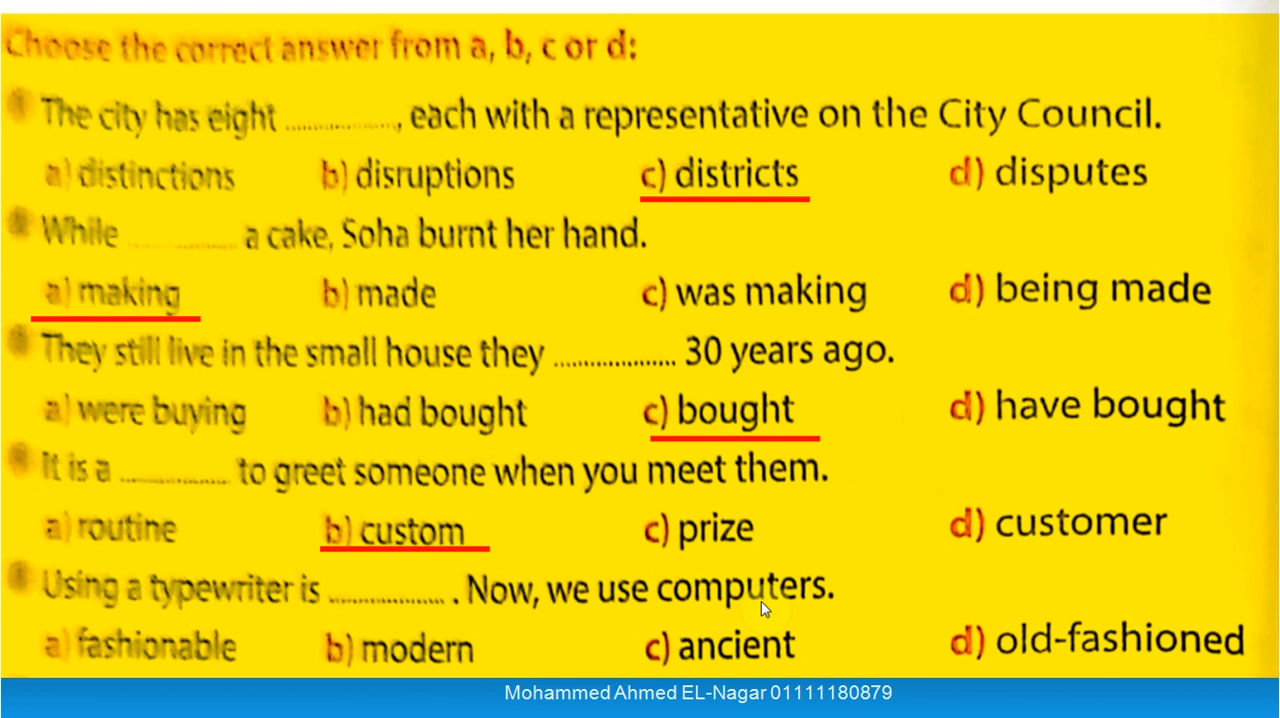 Choose the correct answer from a, b, c or d:
The city has eight .................., each with a representative on the City Council.
a) distinctions b) disruptions c) districts d) disputes
While .................. a cake, Soha burnt her hand.
a) making b) made c) was making d) being made
They still live in the small house they .................. 30 years ago.
a) were buying b) had bought c) bought d) have bought
It is a .................. to greet someone when you meet them.
a) routine b) custom c) prize d) customer
Using a typewriter is .................. . Now, we use computers.
a) fashionable b) modern c) ancient d) old-fashioned
Mohammed Ahmed EL-Nagar 01111180879